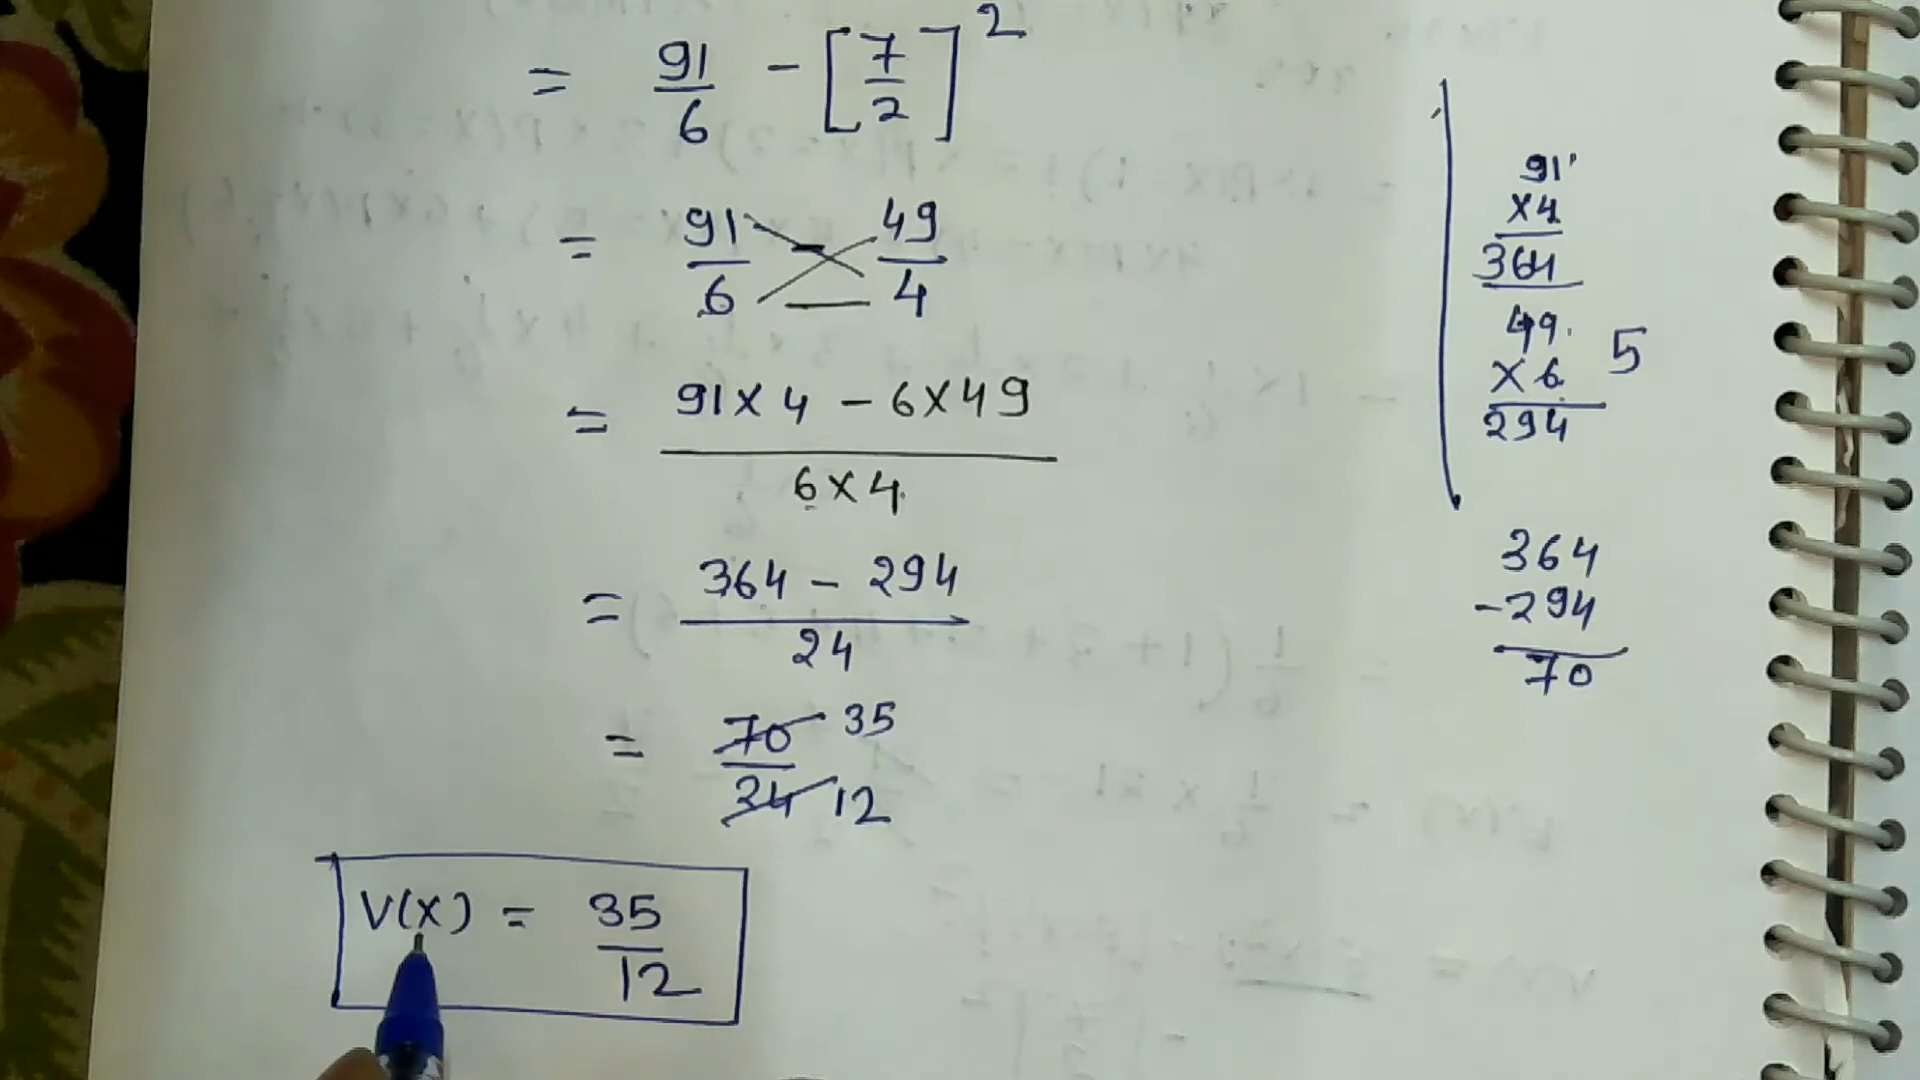 = 91/6 - [7/2]²
= 91/6 - 49/4
= 91×4 - 6×49 / 6×4
= 364 - 294 / 24
= 70/24 35/12
V(X) = 35/12
91
×4
364
49
×6
294
5
364
-294
70